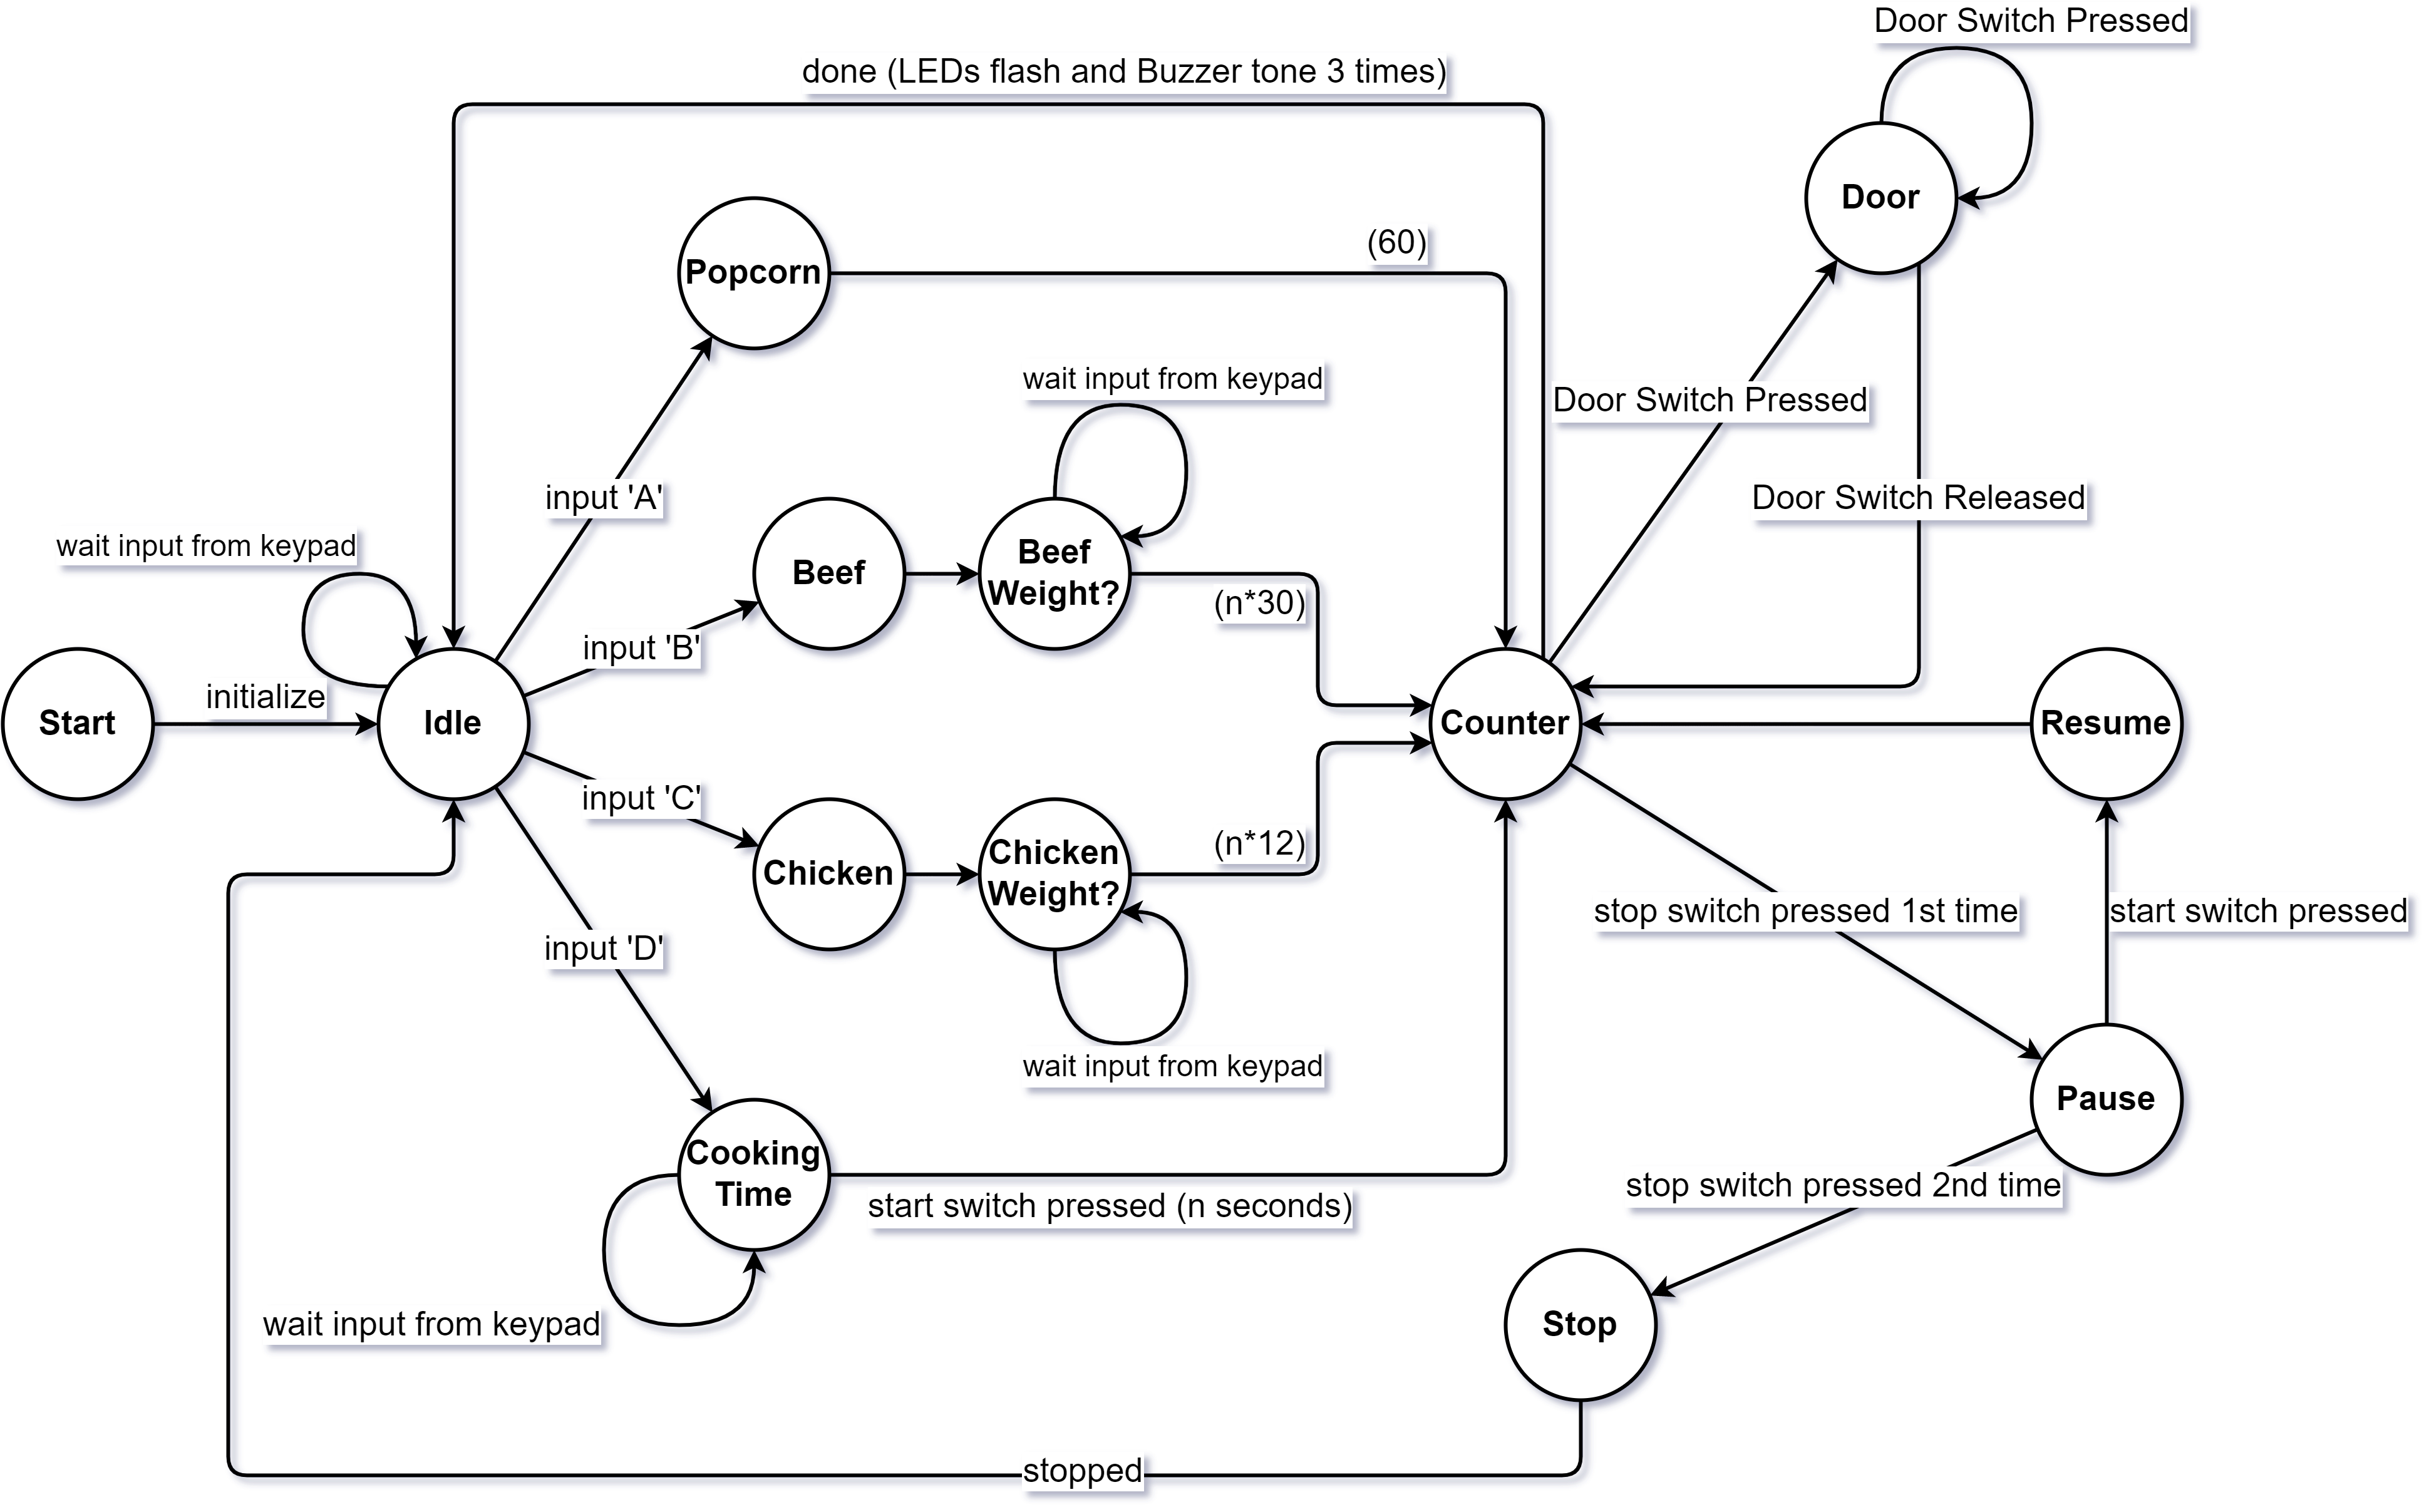 Door Switch Pressed
done (LEDs flash and Buzzer tone 3 times)
Door
Popcorn
(60)
wait input from keypad
Door Switch Pressed
input 'A'
Door Switch Released
wait input from keypad
Beef
Beef
Weight?
(n*30)
input 'B'
initialize
Start
Idle
Counter
Resume
input 'C'
(n*12)
Chicken
Chicken
Weight?
stop switch pressed 1st time
start switch pressed
input 'D'
wait input from keypad
Pause
Cooking
Time
start switch pressed (n seconds)
stop switch pressed 2nd time
wait input from keypad
Stop
stopped